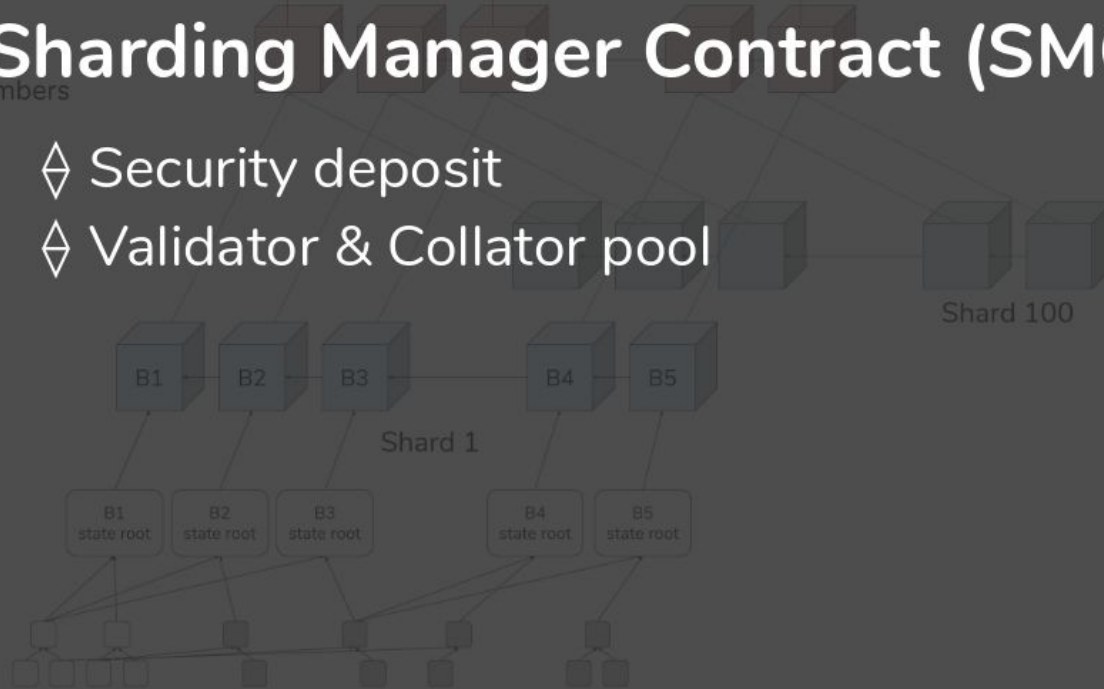 Sharding Manager Contract (SM
mbers
Security deposit
Validator & Collator pool
Shard 100
B1 B2 B3 B4 B5
Shard 1
B1 B2 B3 B4 B5
state root state root state root state root state root